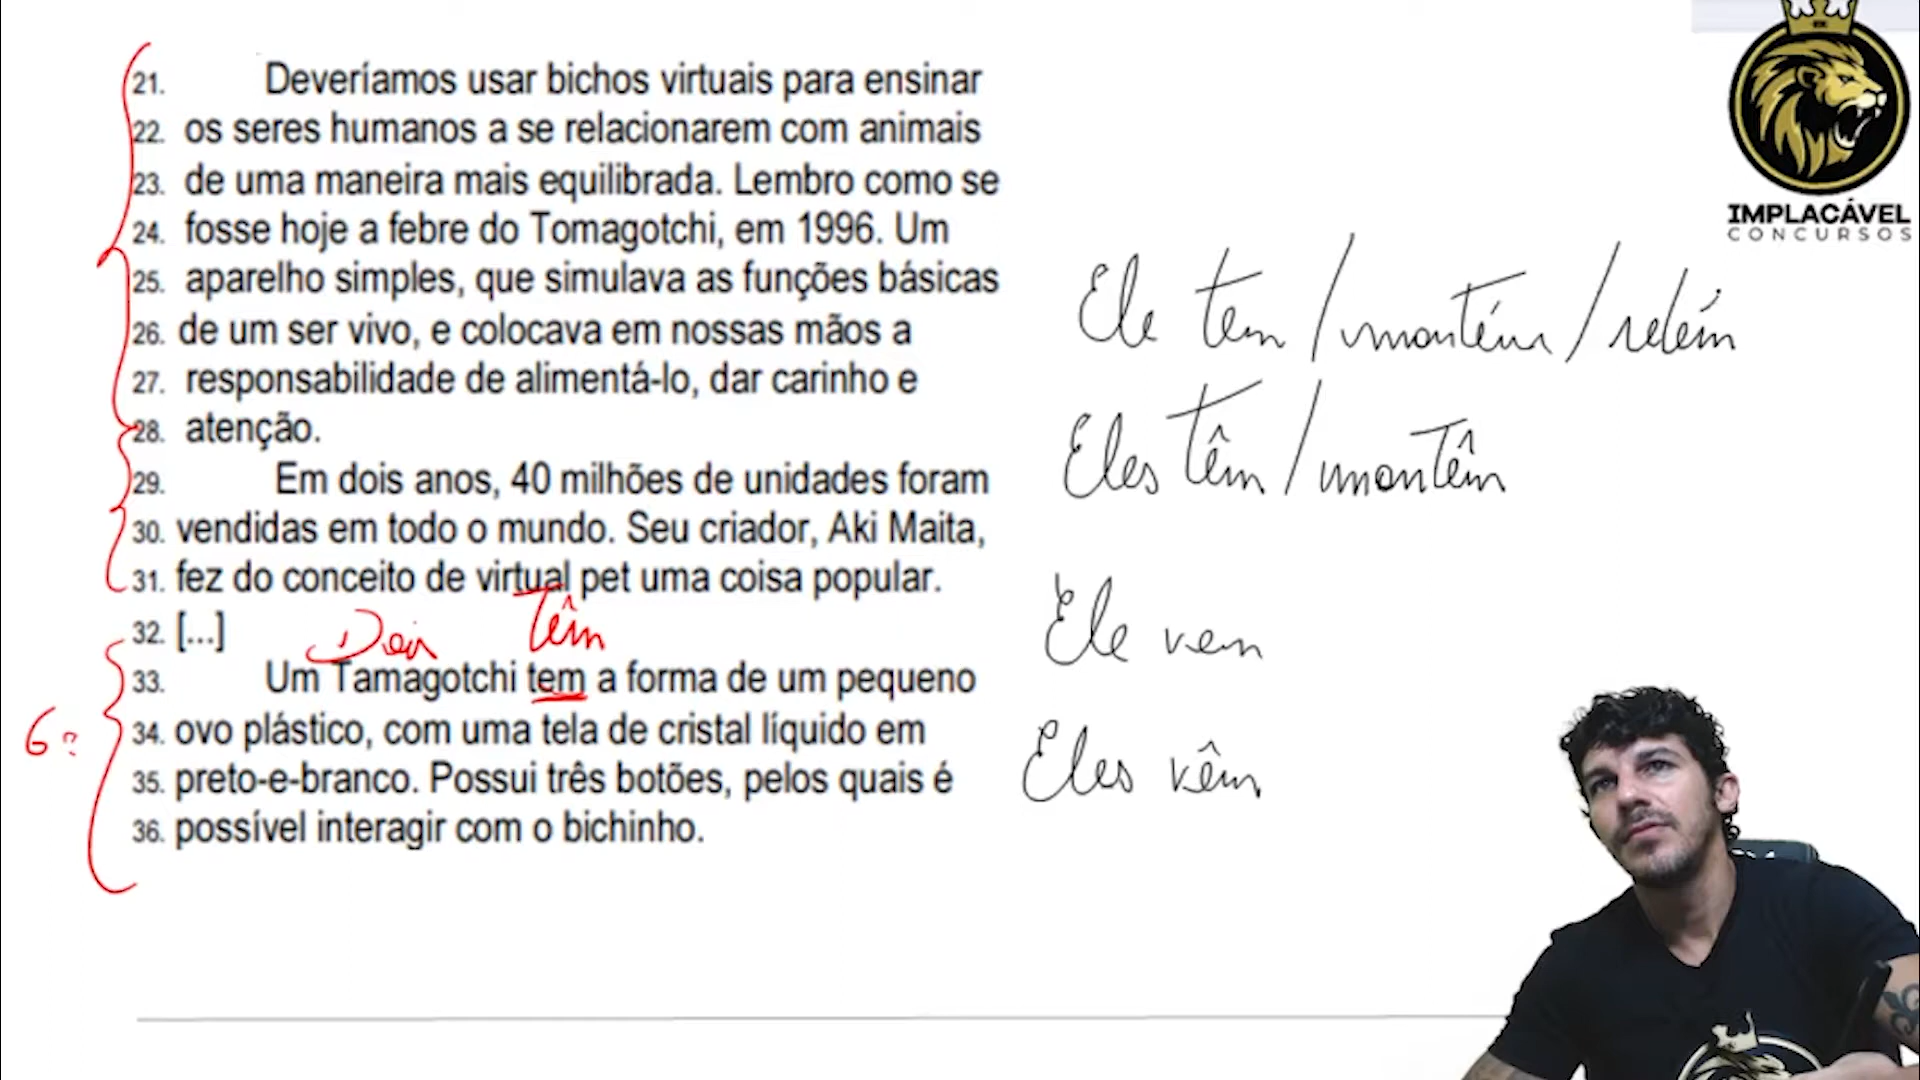 21. Deveríamos usar bichos virtuais para ensinar
22. os seres humanos a se relacionarem com animais
23. de uma maneira mais equilibrada. Lembro como se
24. fosse hoje a febre do Tomagotchi, em 1996. Um
25. aparelho simples, que simulava as funções básicas
26. de um ser vivo, e colocava em nossas mãos a
27. responsabilidade de alimentá-lo, dar carinho e
28. atenção.
29. Em dois anos, 40 milhões de unidades foram
30. vendidas em todo o mundo. Seu criador, Aki Maita,
31. fez do conceito de virtual pet uma coisa popular.
32. [...]
Dois têm
33. Um Tamagotchi tem a forma de um pequeno
34. ovo plástico, com uma tela de cristal líquido em
35. preto-e-branco. Possui três botões, pelos quais é
36. possível interagir com o bichinho.
IMPLACÁVEL
CONCURSOS
Ele tem / mantém / retém
Eles têm / mantêm
Ele vem
Eles vêm